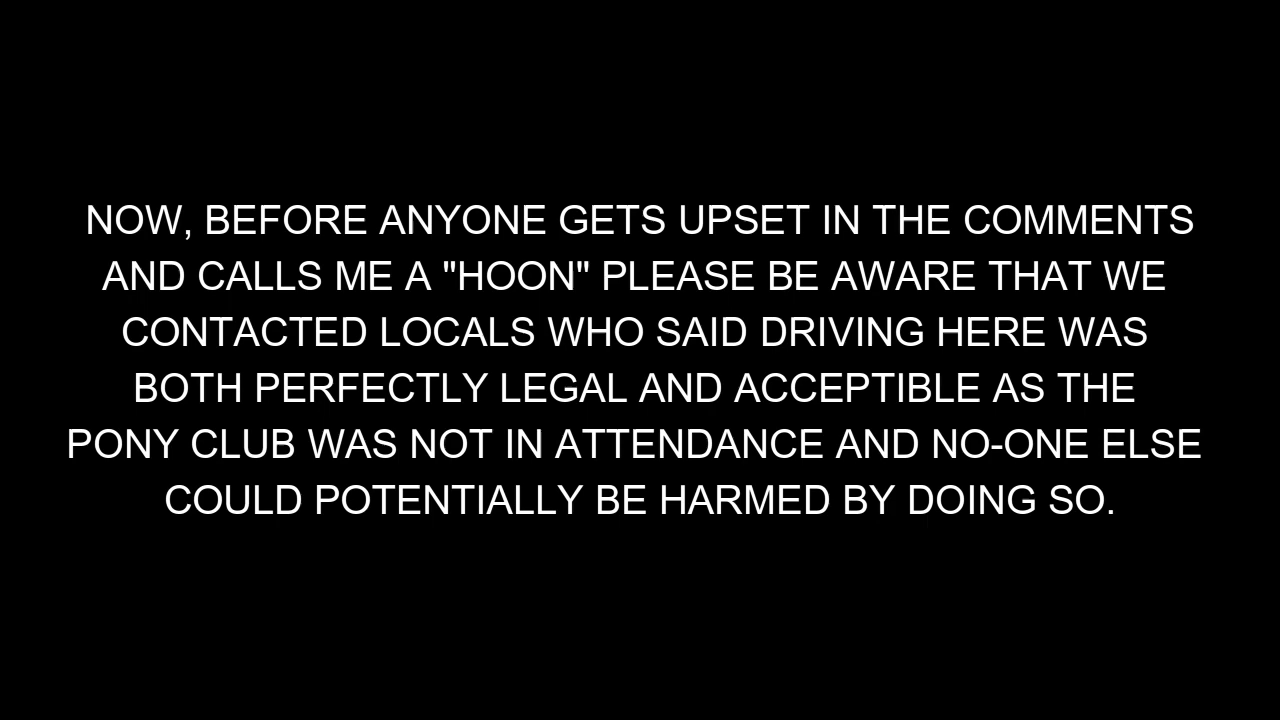 NOW, BEFORE ANYONE GETS UPSET IN THE COMMENTS
AND CALLS ME A "HOON" PLEASE BE AWARE THAT WE
CONTACTED LOCALS WHO SAID DRIVING HERE WAS
BOTH PERFECTLY LEGAL AND ACCEPTIBLE AS THE
PONY CLUB WAS NOT IN ATTENDANCE AND NO-ONE ELSE
COULD POTENTIALLY BE HARMED BY DOING SO.